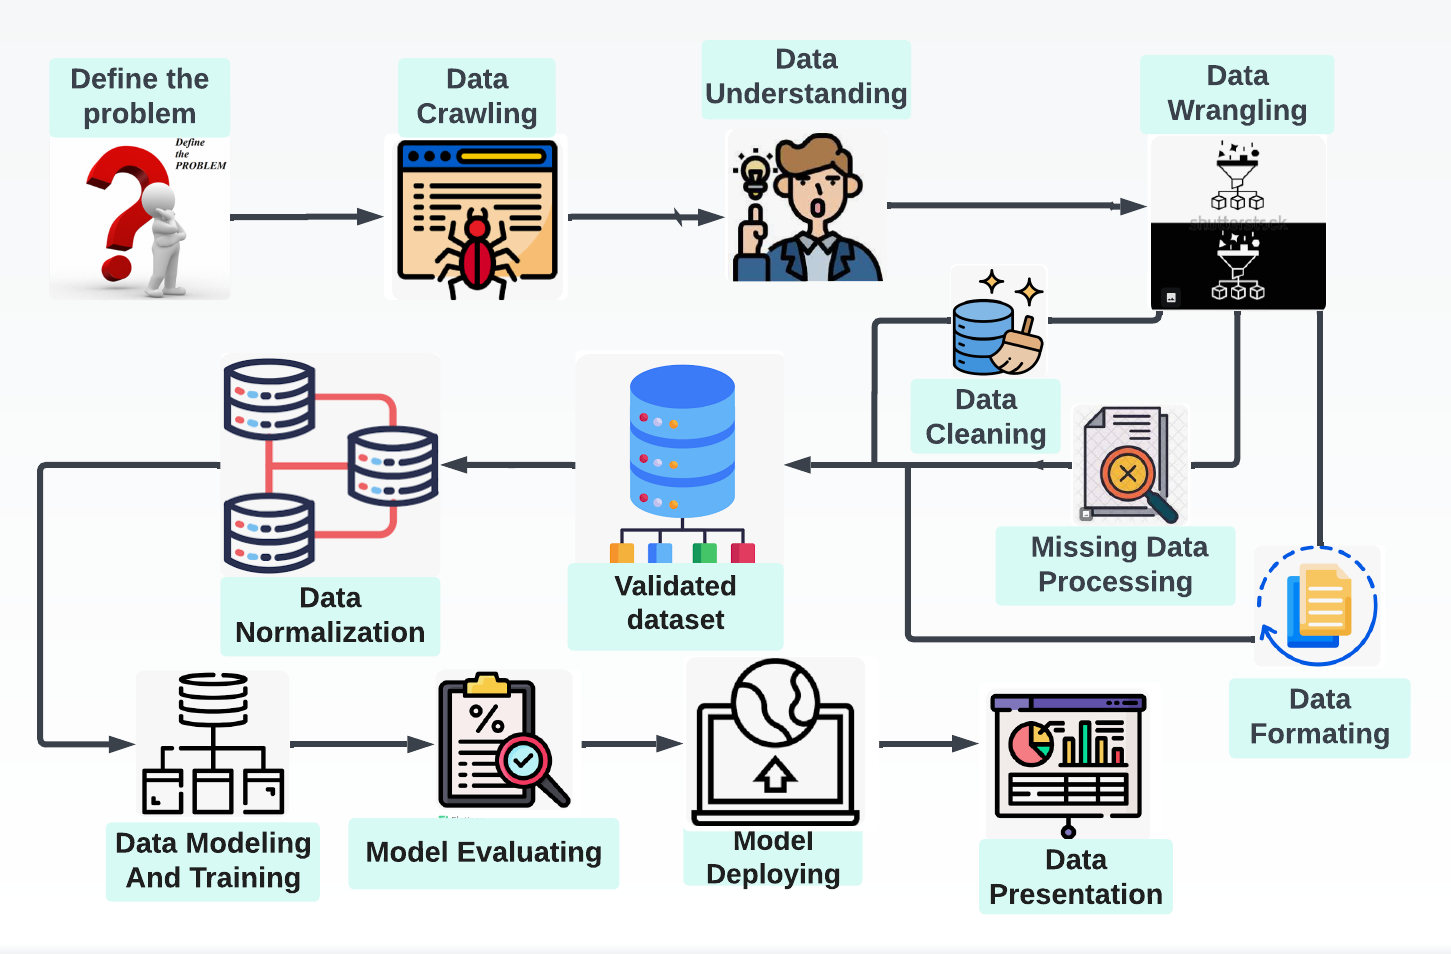 Define the
problem
Define
the
PROBLEM
Data
Crawling
Data
Understanding
Data
Wrangling
shutterstock
Data
Cleaning
Missing Data
Processing
Data
Formating
Validated
dataset
Data
Normalization
Data Modeling
And Training
%
Model Evaluating
Model
Deploying
Data
Presentation